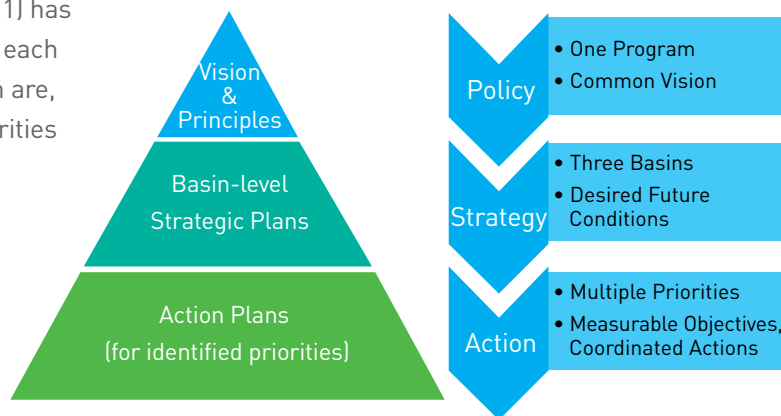 1) has
each
are,
Vision
&
Principles
Basin-level
Strategic Plans
Action Plans
(for identified priorities)
Policy
• One Program
• Common Vision
Strategy
• Three Basins
• Desired Future
Conditions
Action
• Multiple Priorities
• Measurable Objectives,
Coordinated Actions